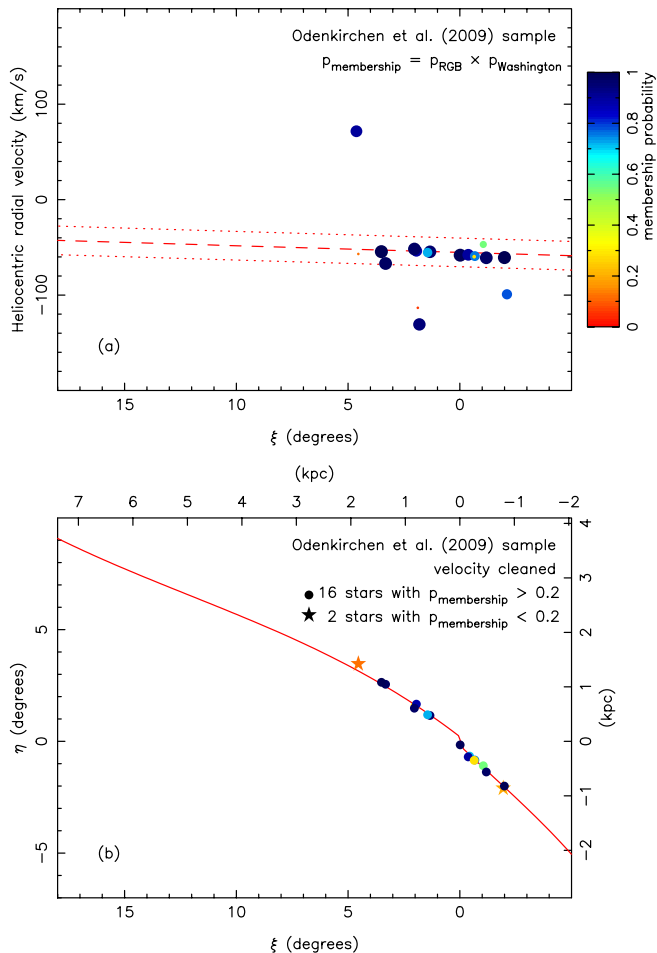 Odenkirchen et al. (2009) sample
p_membership = p_RGB × p_Washington
Heliocentric radial velocity (km/s)
100
0
−100
(a)
15
10
5
0
ξ (degrees)
membership probability
1
0.8
0.6
0.4
0.2
0
(kpc)
7
6
5
4
3
2
1
0
−1
−2
Odenkirchen et al. (2009) sample
velocity cleaned
16 stars with p_membership > 0.2
2 stars with p_membership < 0.2
η (degrees)
5
0
−5
(kpc)
4
3
2
1
0
−1
−2
(b)
15
10
5
0
ξ (degrees)